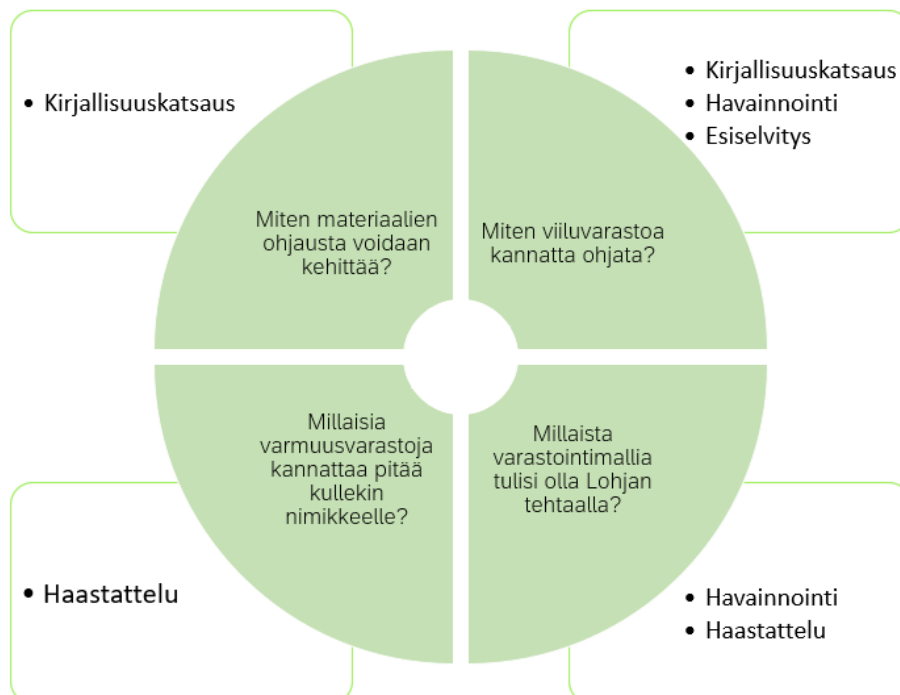 • Kirjallisuuskatsaus
• Kirjallisuuskatsaus
• Havainnointi
• Esiselvitys
Miten materiaalien
ohjausta voidaan
kehittää?
Miten viiluvarastoa
kannatta ohjata?
Millaisia
varmuusvarastoja
kannattaa pitää
kullekin
nimikkeelle?
Millaista
varastointimallia
tulisi olla Lohjan
tehtaalla?
• Haastattelu
• Havainnointi
• Haastattelu